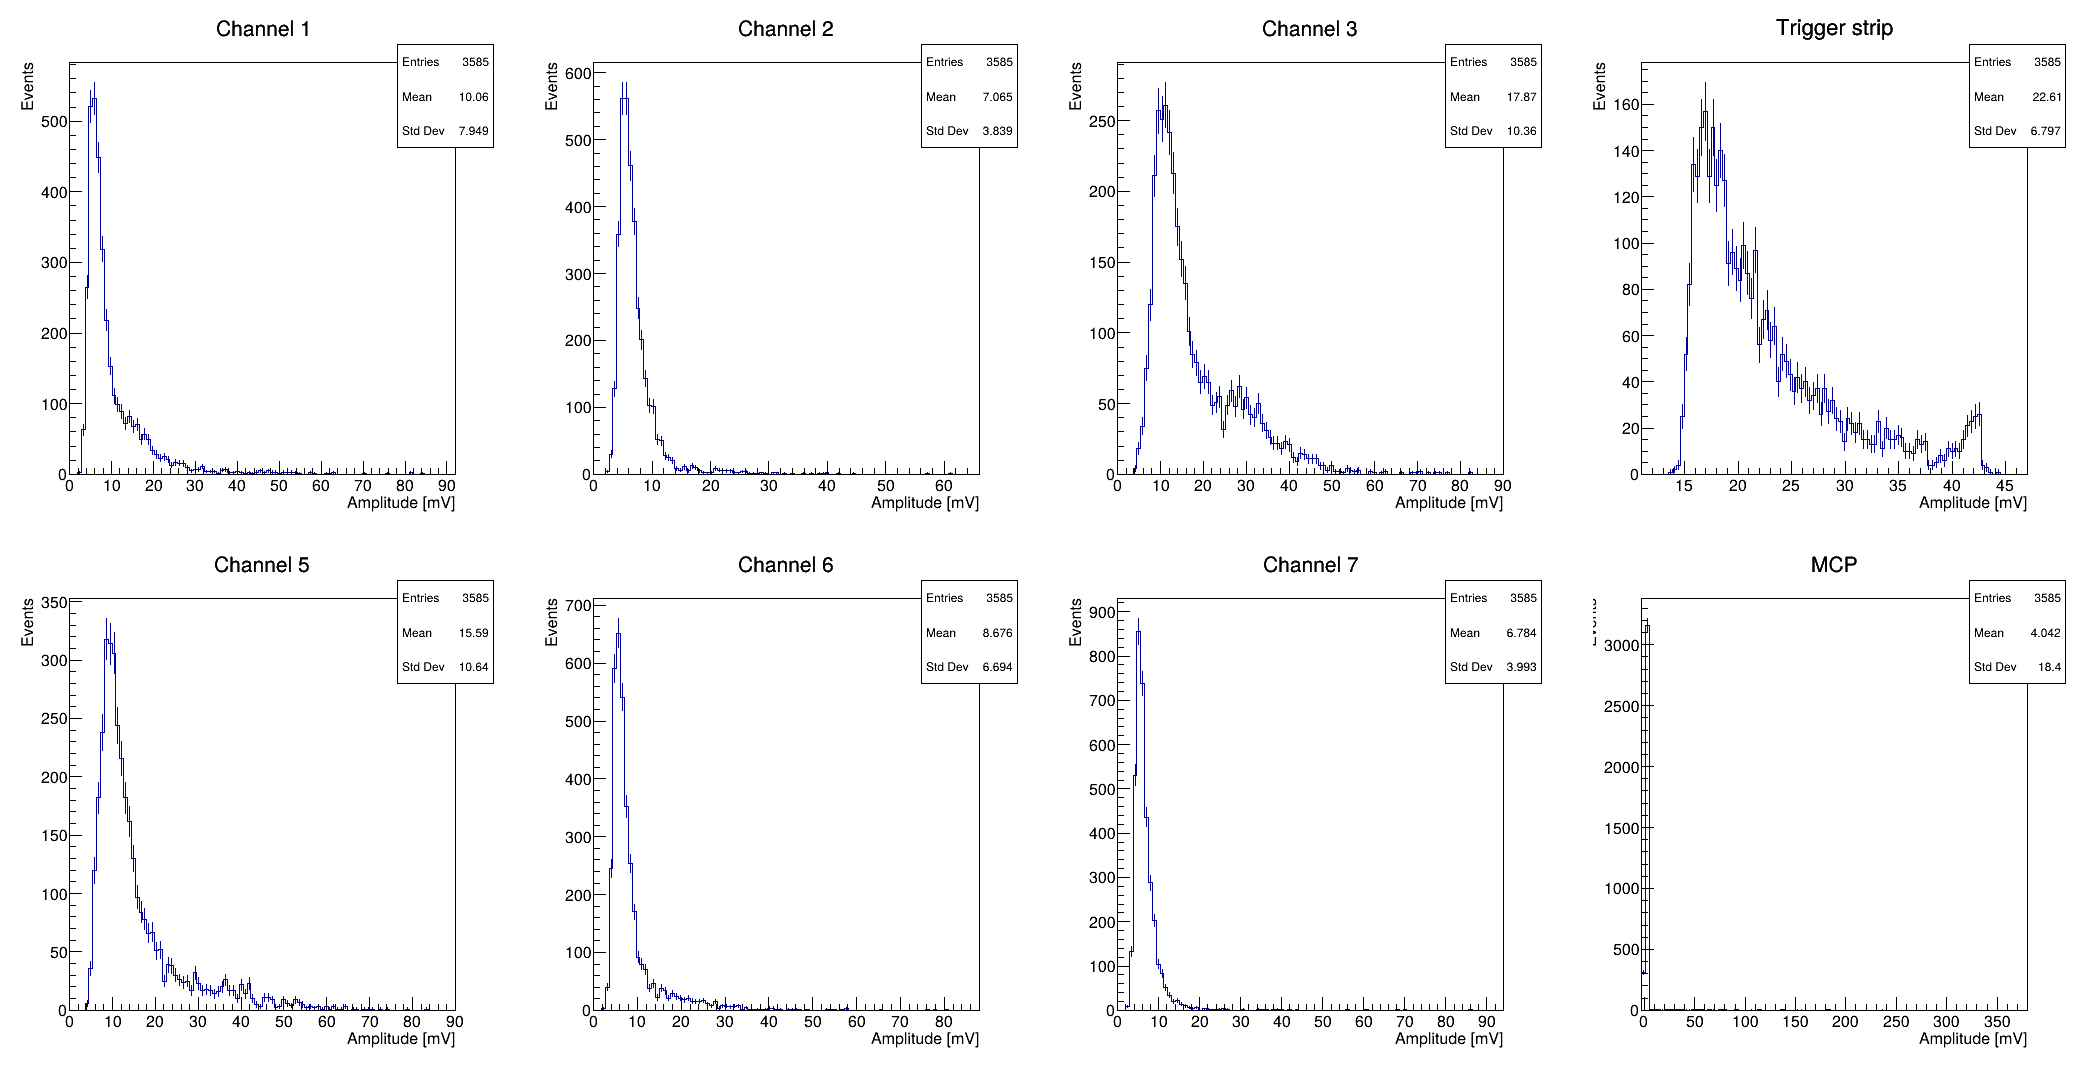 Channel 1
Events
Entries 3585
Mean 10.06
Std Dev 7.949
500
400
300
200
100
0
0 10 20 30 40 50 60 70 80 90
Amplitude [mV]
Channel 2
Events
Entries 3585
Mean 7.065
Std Dev 3.839
600
500
400
300
200
100
0
0 10 20 30 40 50 60
Amplitude [mV]
Channel 3
Events
Entries 3585
Mean 17.87
Std Dev 10.36
250
200
150
100
50
0
0 10 20 30 40 50 60 70 80 90
Amplitude [mV]
Trigger strip
Events
Entries 3585
Mean 22.61
Std Dev 6.797
160
140
120
100
80
60
40
20
0
15 20 25 30 35 40 45
Amplitude [mV]
Channel 5
Events
Entries 3585
Mean 15.59
Std Dev 10.64
350
300
250
200
150
100
50
0
0 10 20 30 40 50 60 70 80 90
Amplitude [mV]
Channel 6
Events
Entries 3585
Mean 8.676
Std Dev 6.694
700
600
500
400
300
200
100
0
0 10 20 30 40 50 60 70 80
Amplitude [mV]
Channel 7
Events
Entries 3585
Mean 6.784
Std Dev 3.993
900
800
700
600
500
400
300
200
100
0
0 10 20 30 40 50 60 70 80 90
Amplitude [mV]
MCP
Events
Entries 3585
Mean 4.042
Std Dev 18.4
3000
2500
2000
1500
1000
500
0
0 50 100 150 200 250 300 350
Amplitude [mV]